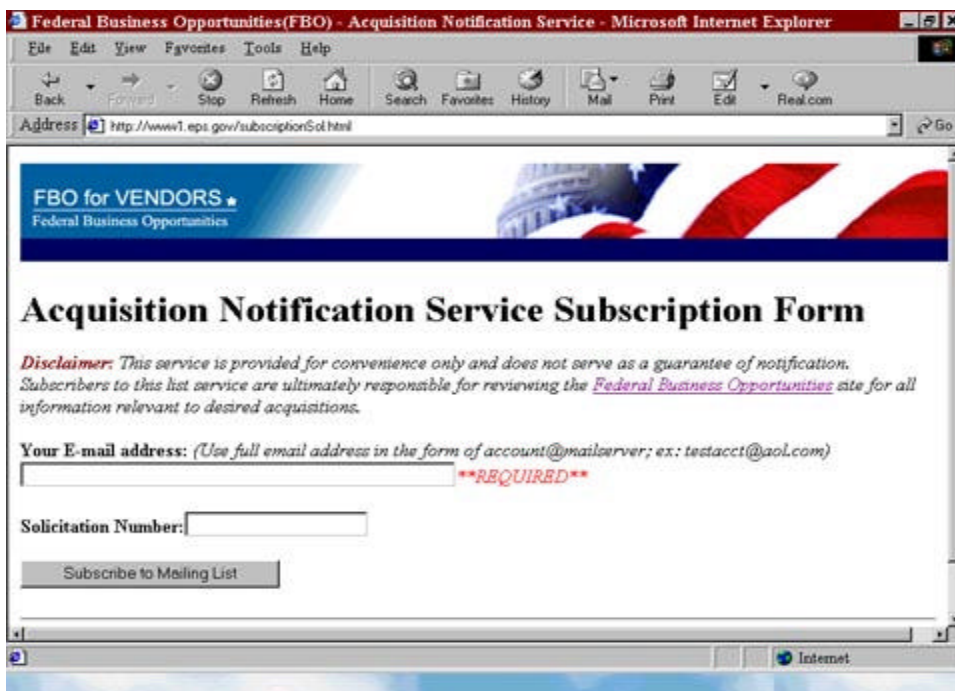 Federal Business Opportunities(FBO) - Acquisition Notification Service - Microsoft Internet Explorer
File Edit View Favorites Tools Help
Back Forward Stop Refresh Home Search Favorites History Mail Print Edit Real.com
Address http://www1.eps.gov/subscriptionSol.html Go
FBO for VENDORS
Federal Business Opportunities
Acquisition Notification Service Subscription Form
Disclaimer: This service is provided for convenience only and does not serve as a guarantee of notification.
Subscribers to this list service are ultimately responsible for reviewing the Federal Business Opportunities site for all
information relevant to desired acquisitions.
Your E-mail address: (Use full email address in the form of account@mailserver; ex: testacct@aol.com)
**REQUIRED**
Solicitation Number:
Subscribe to Mailing List
Internet